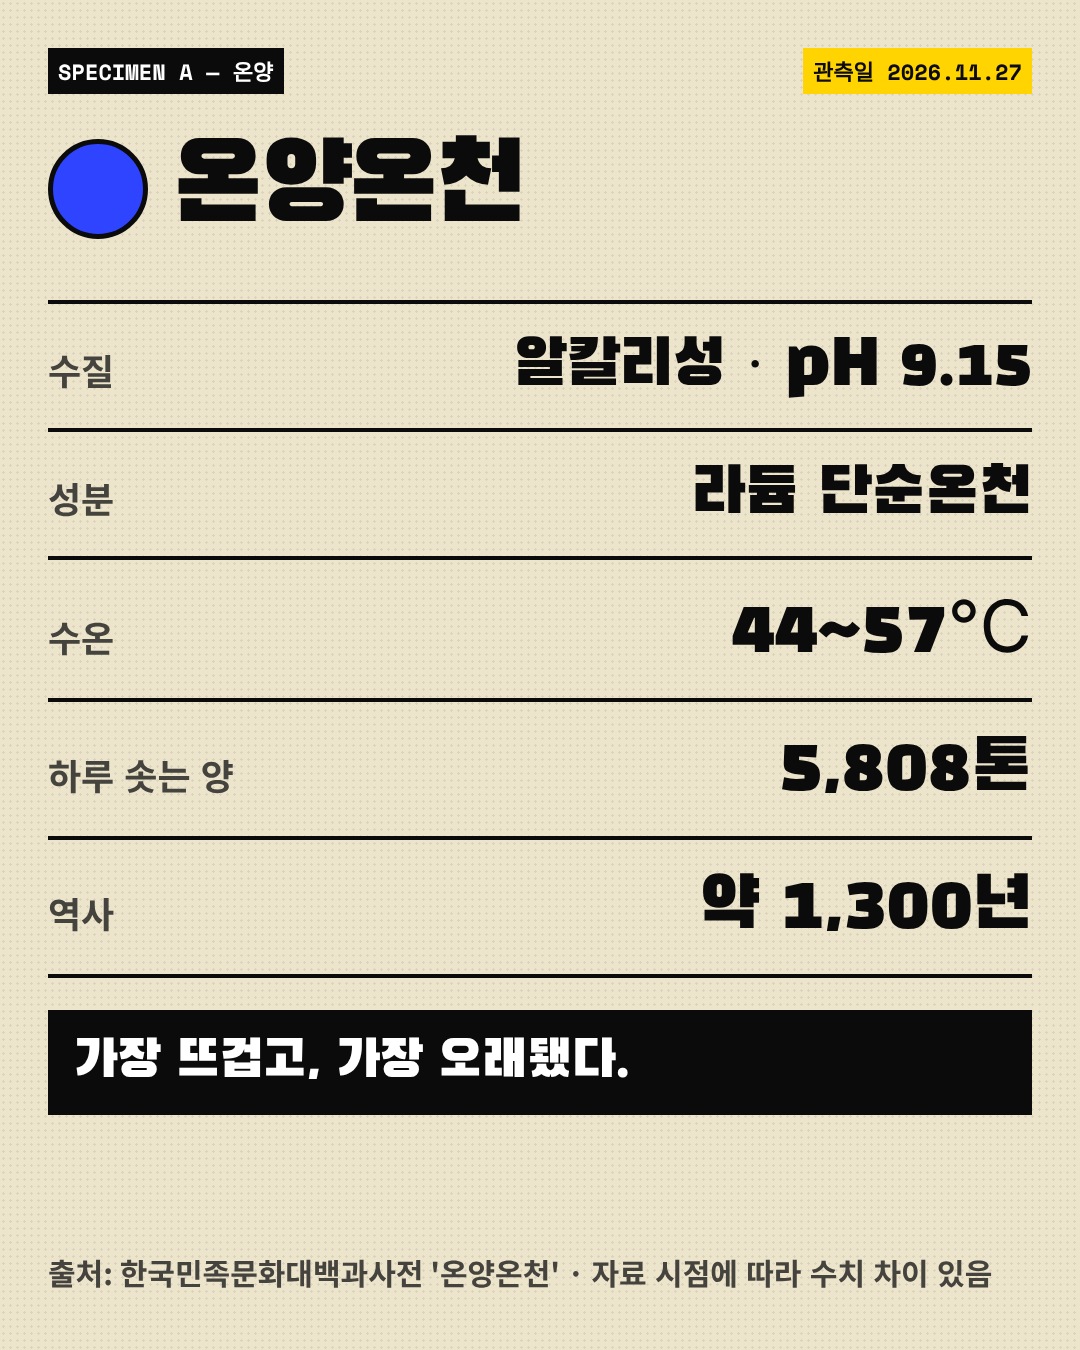 SPECIMEN A — 온양
관측일 2026.11.27
온양온천
수질
알칼리성 · pH 9.15
성분
라듐 단순온천
수온
44~57℃
하루 솟는 양
5,808톤
역사
약 1,300년
가장 뜨겁고, 가장 오래됐다.
출처: 한국민족문화대백과사전 '온양온천' · 자료 시점에 따라 수치 차이 있음